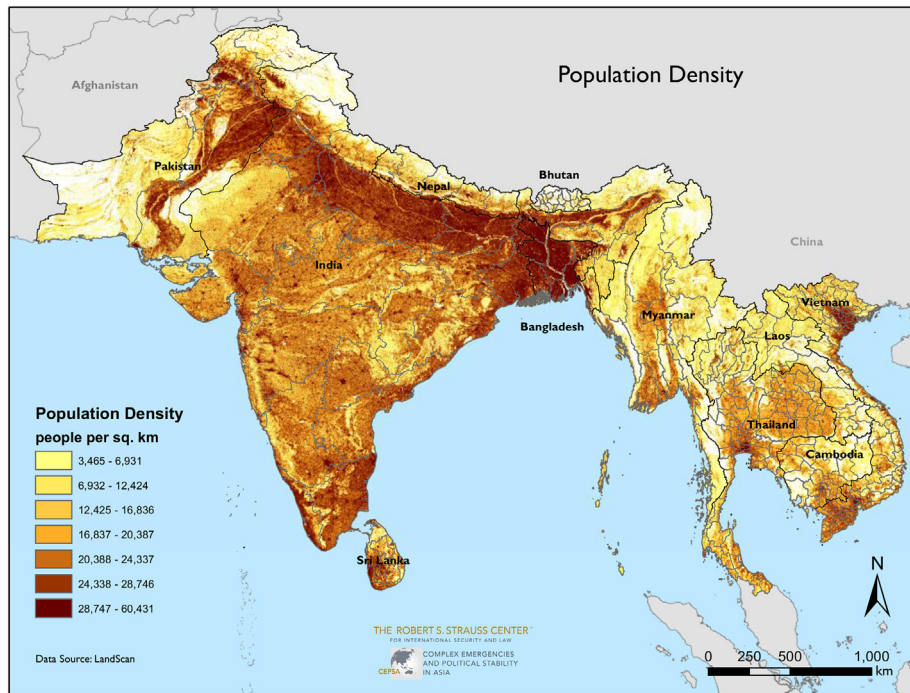 Population Density
Afghanistan
Pakistan
Nepal
Bhutan
China
India
Bangladesh
Myanmar
Vietnam
Laos
Thailand
Cambodia
Sri Lanka
Population Density
people per sq. km
3,465 - 6,931
6,932 - 12,424
12,425 - 16,836
16,837 - 20,387
20,388 - 24,337
24,338 - 28,746
28,747 - 60,431
Data Source: LandScan
THE ROBERT S. STRAUSS CENTER
FOR INTERNATIONAL SECURITY AND LAW
CEPSA
COMPLEX EMERGENCIES
AND POLITICAL STABILITY
IN ASIA
N
0 250 500 1,000
km